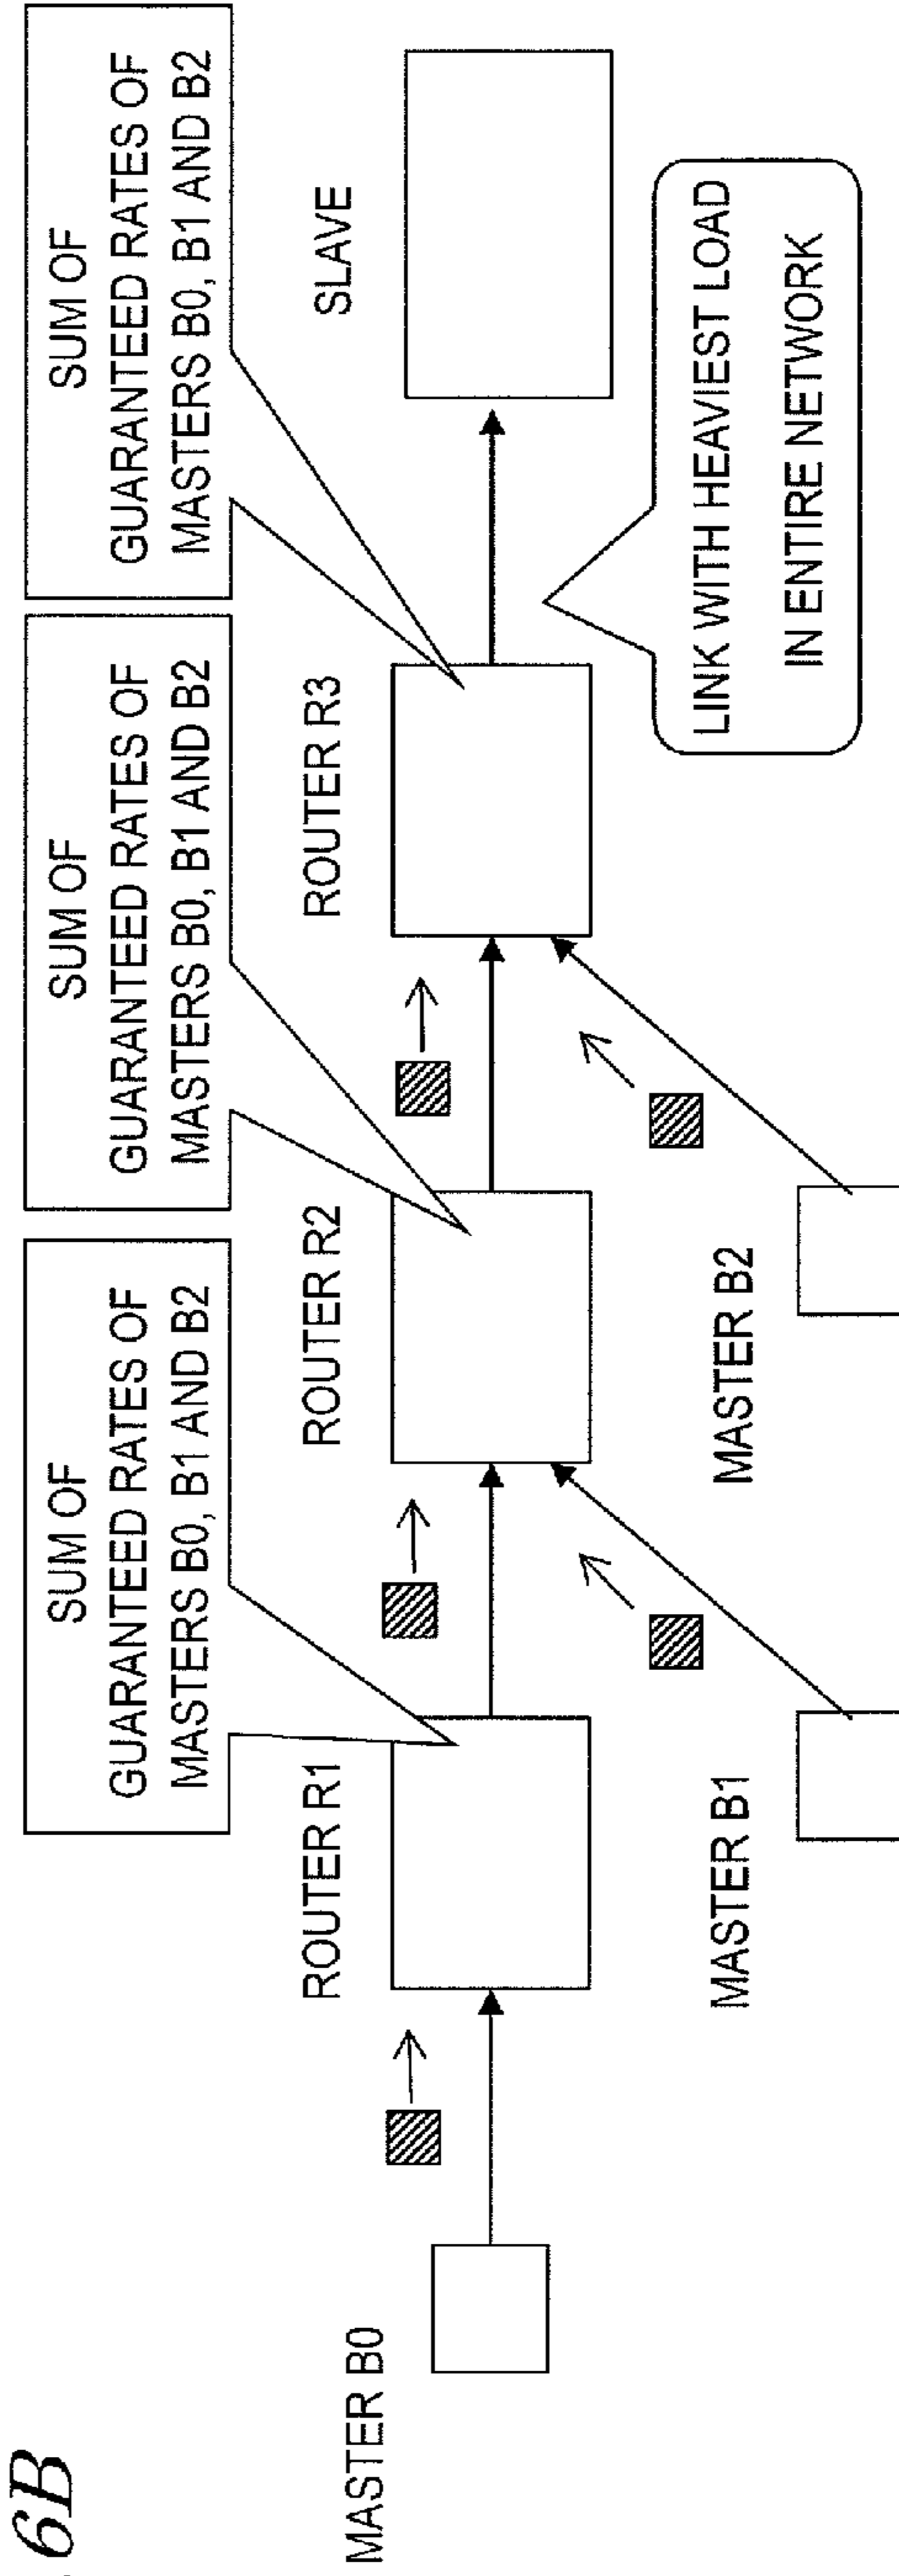 6B
SUM OF
GUARANTEED RATES OF
MASTERS B0, B1 AND B2
SUM OF
GUARANTEED RATES OF
MASTERS B0, B1 AND B2
SUM OF
GUARANTEED RATES OF
MASTERS B0, B1 AND B2
MASTER B0
ROUTER R1
ROUTER R2
ROUTER R3
SLAVE
MASTER B1
MASTER B2
LINK WITH HEAVIEST LOAD
IN ENTIRE NETWORK